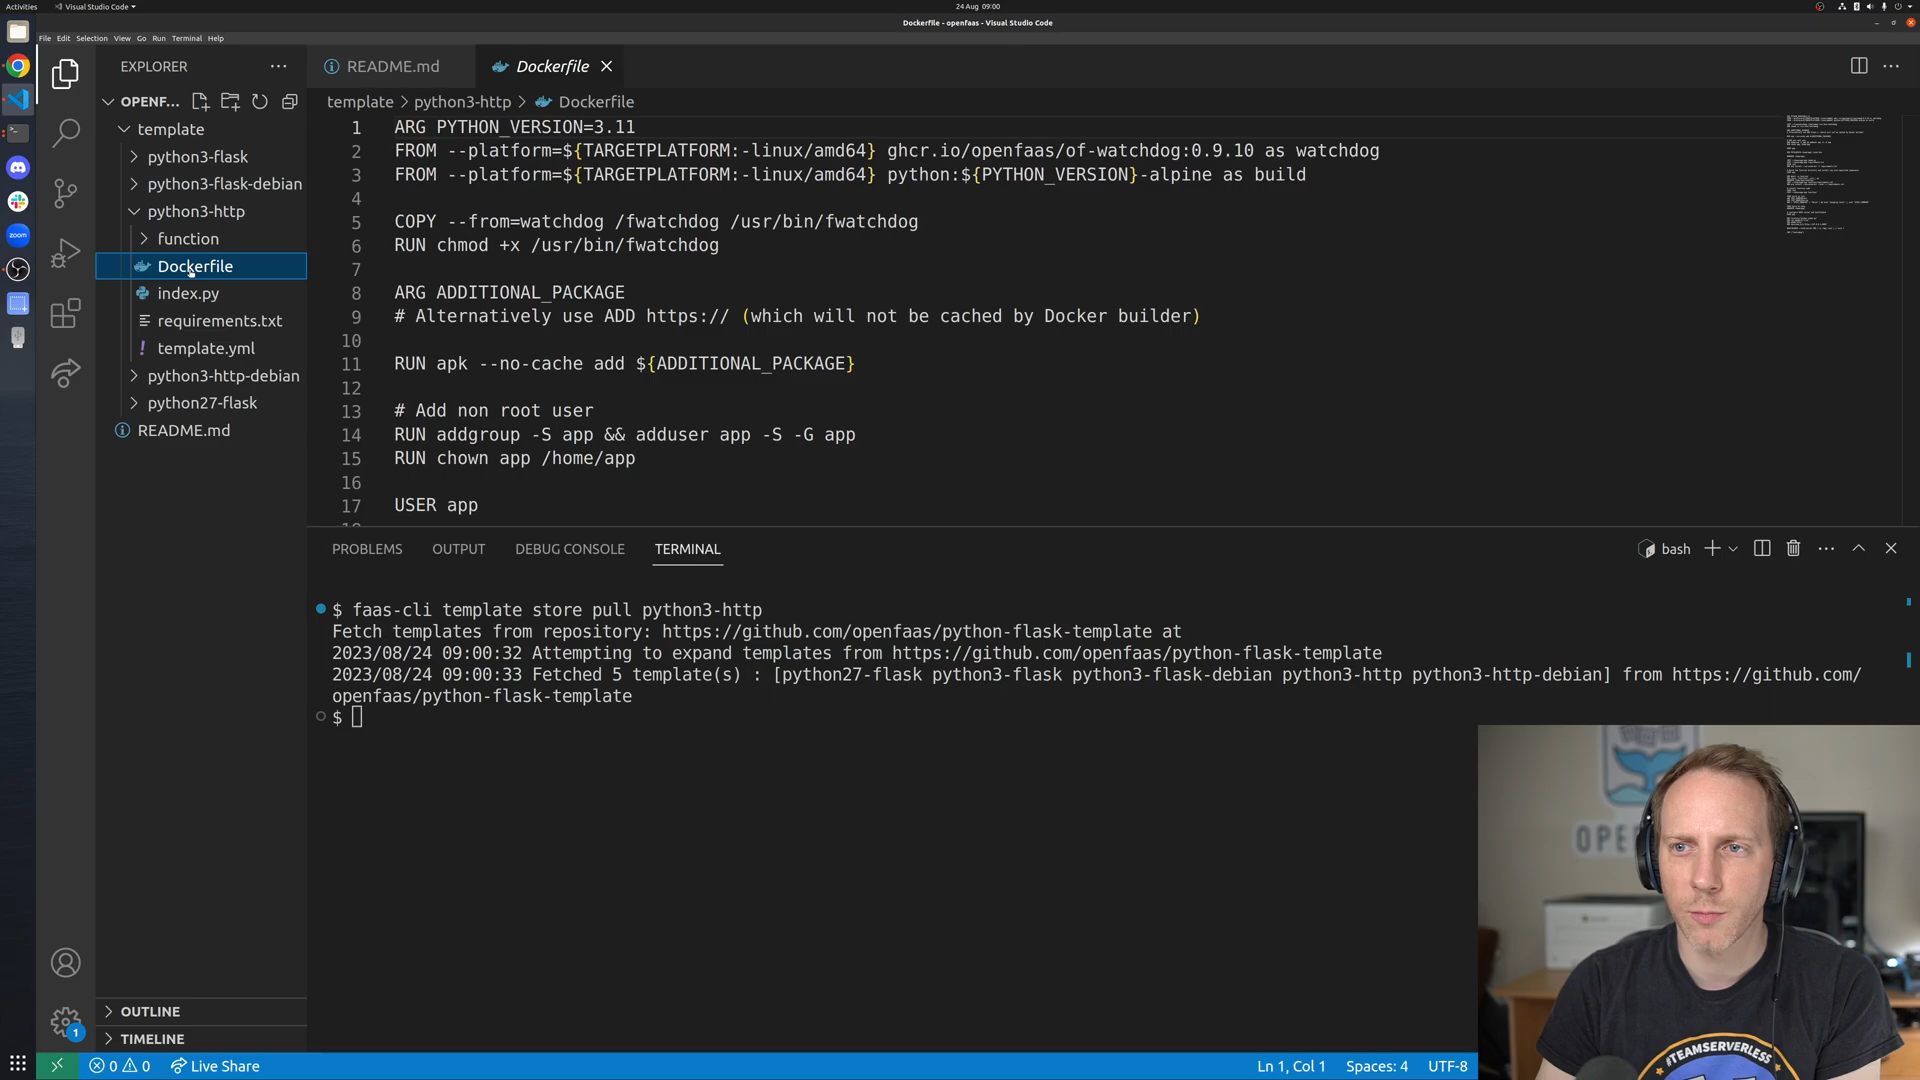 Activities
Visual Studio Code
24 Aug 09:00
Dockerfile - openfaas - Visual Studio Code
File Edit Selection View Go Run Terminal Help
EXPLORER
README.md
Dockerfile
OPENF...
template > python3-http > Dockerfile
template
python3-flask
python3-flask-debian
python3-http
function
Dockerfile
index.py
requirements.txt
template.yml
python3-http-debian
python27-flask
README.md
1 ARG PYTHON_VERSION=3.11
2 FROM --platform=${TARGETPLATFORM:-linux/amd64} ghcr.io/openfaas/of-watchdog:0.9.10 as watchdog
3 FROM --platform=${TARGETPLATFORM:-linux/amd64} python:${PYTHON_VERSION}-alpine as build
4
5 COPY --from=watchdog /fwatchdog /usr/bin/fwatchdog
6 RUN chmod +x /usr/bin/fwatchdog
7
8 ARG ADDITIONAL_PACKAGE
9 # Alternatively use ADD https:// (which will not be cached by Docker builder)
10
11 RUN apk --no-cache add ${ADDITIONAL_PACKAGE}
12
13 # Add non root user
14 RUN addgroup -S app && adduser app -S -G app
15 RUN chown app /home/app
16
17 USER app
PROBLEMS OUTPUT DEBUG CONSOLE TERMINAL
bash
$ faas-cli template store pull python3-http
Fetch templates from repository: https://github.com/openfaas/python-flask-template at
2023/08/24 09:00:32 Attempting to expand templates from https://github.com/openfaas/python-flask-template
2023/08/24 09:00:33 Fetched 5 template(s) : [python27-flask python3-flask python3-flask-debian python3-http python3-http-debian] from https://github.com/
openfaas/python-flask-template
$
OUTLINE
TIMELINE
1
0 0 Live Share
Ln 1, Col 1 Spaces: 4 UTF-8
zoom
OPE
#TEAMSERVERLESS